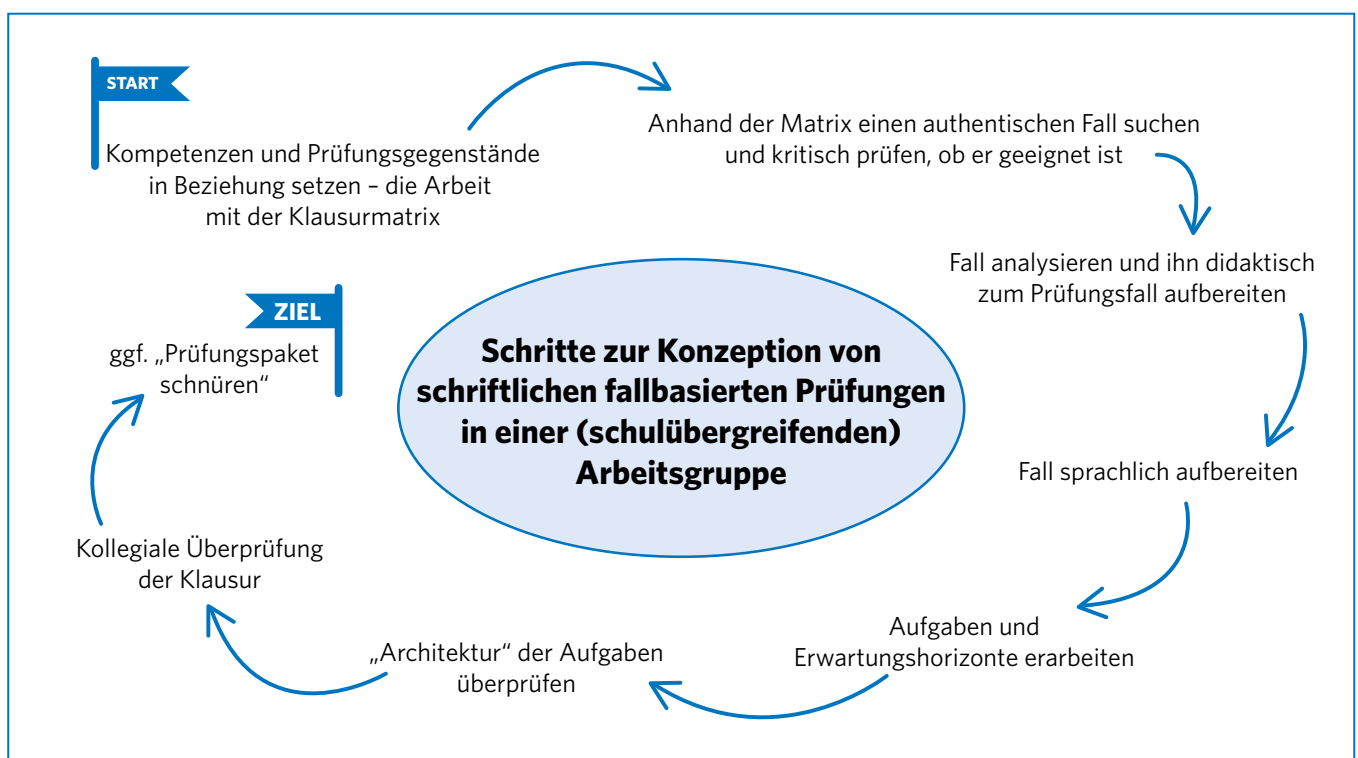 START
Kompetenzen und Prüfungsgegenstände
in Beziehung setzen – die Arbeit
mit der Klausurmatrix
Anhand der Matrix einen authentischen Fall suchen
und kritisch prüfen, ob er geeignet ist
Fall analysieren und ihn didaktisch
zum Prüfungsfall aufbereiten
Fall sprachlich aufbereiten
Aufgaben und
Erwartungshorizonte erarbeiten
„Architektur“ der Aufgaben
überprüfen
Kollegiale Überprüfung
der Klausur
ZIEL
ggf. „Prüfungspaket
schnüren“
Schritte zur Konzeption von
schriftlichen fallbasierten Prüfungen
in einer (schulübergreifenden)
Arbeitsgruppe